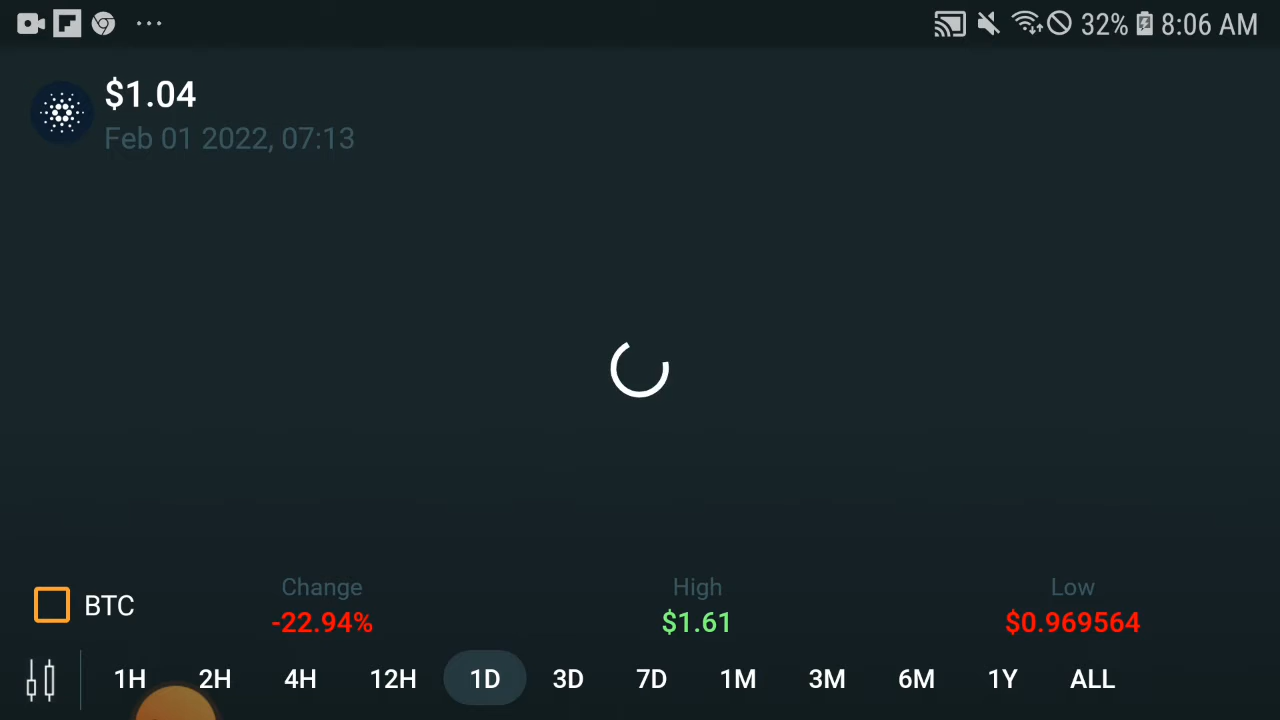 32% 8:06 AM
$1.04
Feb 01 2022, 07:13
BTC
Change
-22.94%
High
$1.61
Low
$0.969564
1H 2H 4H 12H 1D 3D 7D 1M 3M 6M 1Y ALL